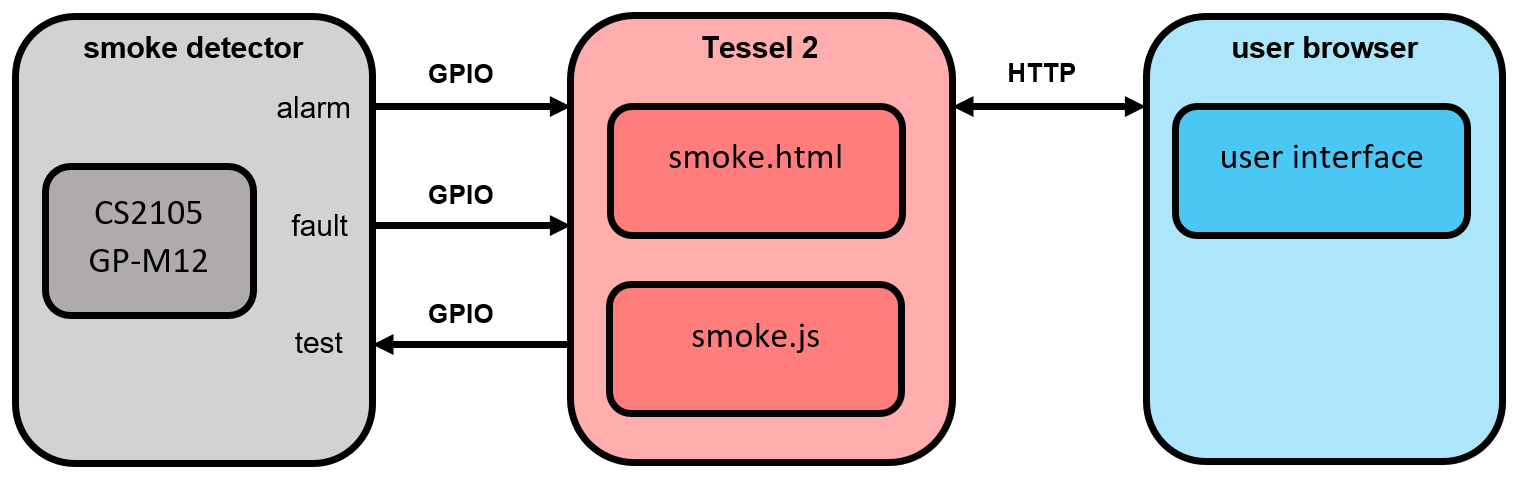 smoke detector
alarm
CS2105
GP-M12
fault
test
GPIO
GPIO
GPIO
Tessel 2
smoke.html
smoke.js
HTTP
user browser
user interface